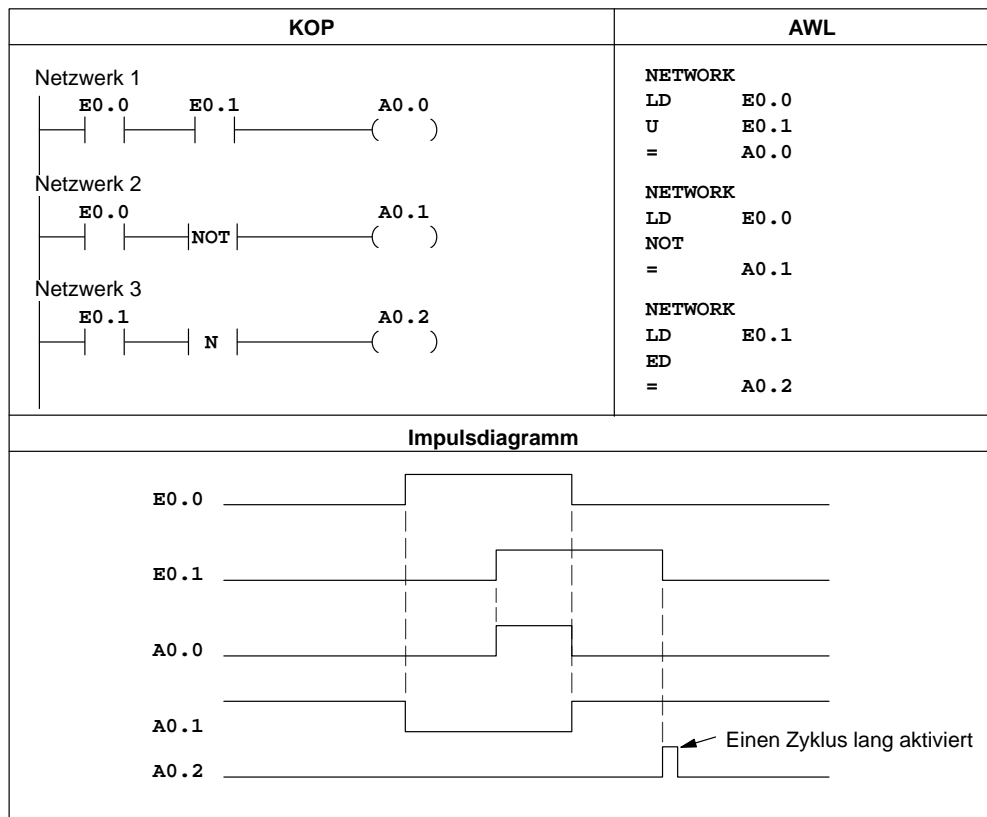 KOP
AWL
Netzwerk 1
E0.0 E0.1 A0.0
Netzwerk 2
E0.0 A0.1
NOT
Netzwerk 3
E0.1 A0.2
N
NETWORK
LD E0.0
U E0.1
= A0.0
NETWORK
LD E0.0
NOT
= A0.1
NETWORK
LD E0.1
ED
= A0.2
Impulsdiagramm
E0.0
E0.1
A0.0
A0.1
Einen Zyklus lang aktiviert
A0.2